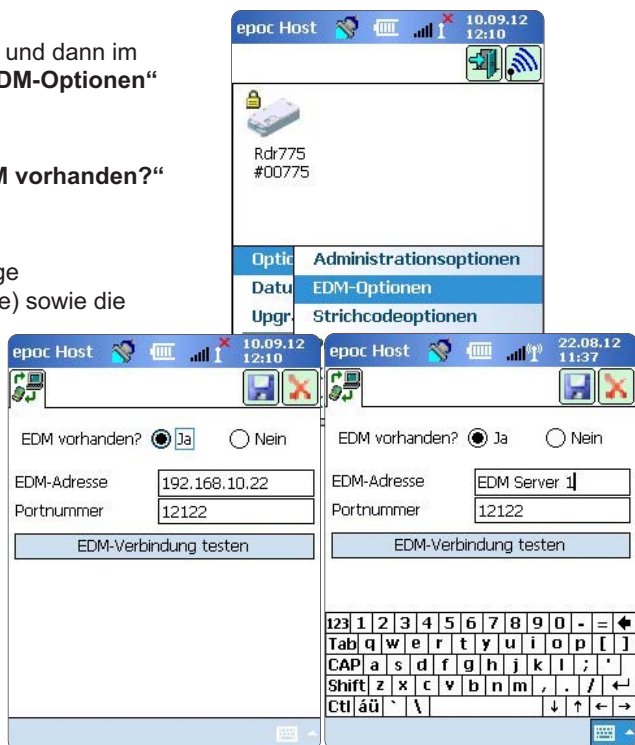 und dann im
DM-Optionen“
M vorhanden?“
ge
e) sowie die
epoc Host 10.09.12
12:10
Rdr775
#00775
Optio Administrationsoptionen
Datu EDM-Optionen
Upgr Strichcodeoptionen
epoc Host 10.09.12
12:10
EDM vorhanden? Ja Nein
EDM-Adresse 192.168.10.22
Portnummer 12122
EDM-Verbindung testen
epoc Host 22.08.12
11:37
EDM vorhanden? Ja Nein
EDM-Adresse EDM Server 1
Portnummer 12122
EDM-Verbindung testen
123 1 2 3 4 5 6 7 8 9 0 - = ←
Tab q w e r t y u i o p [ ]
CAP a s d f g h j k l ; '
Shift z x c v b n m , . / ↵
Ctl áü ` \ ↓ ↑ ← →